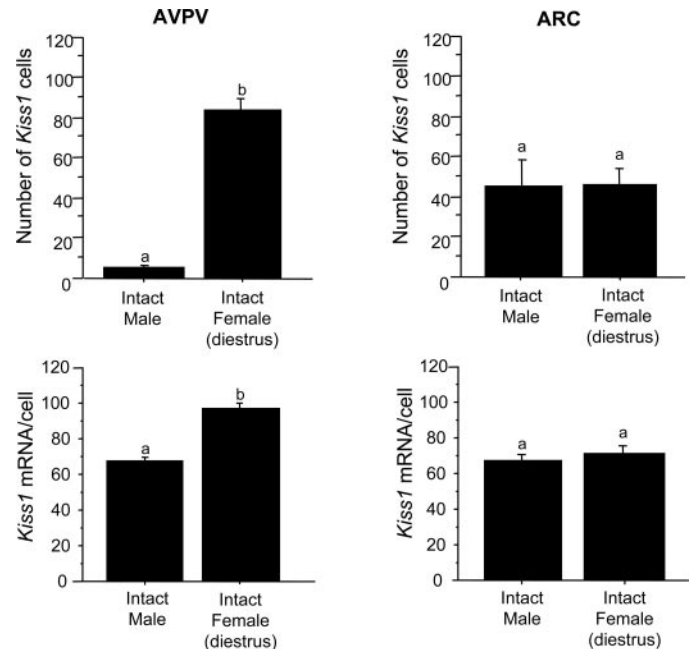 AVPV
Number of Kiss1 cells
120
100
80
60
40
20
0
a
b
Intact
Male
Intact
Female
(diestrus)
ARC
Number of Kiss1 cells
120
100
80
60
40
20
0
a
a
Intact
Male
Intact
Female
(diestrus)
Kiss1 mRNA/cell
120
100
80
60
40
20
0
a
b
Intact
Male
Intact
Female
(diestrus)
Kiss1 mRNA/cell
120
100
80
60
40
20
0
a
a
Intact
Male
Intact
Female
(diestrus)